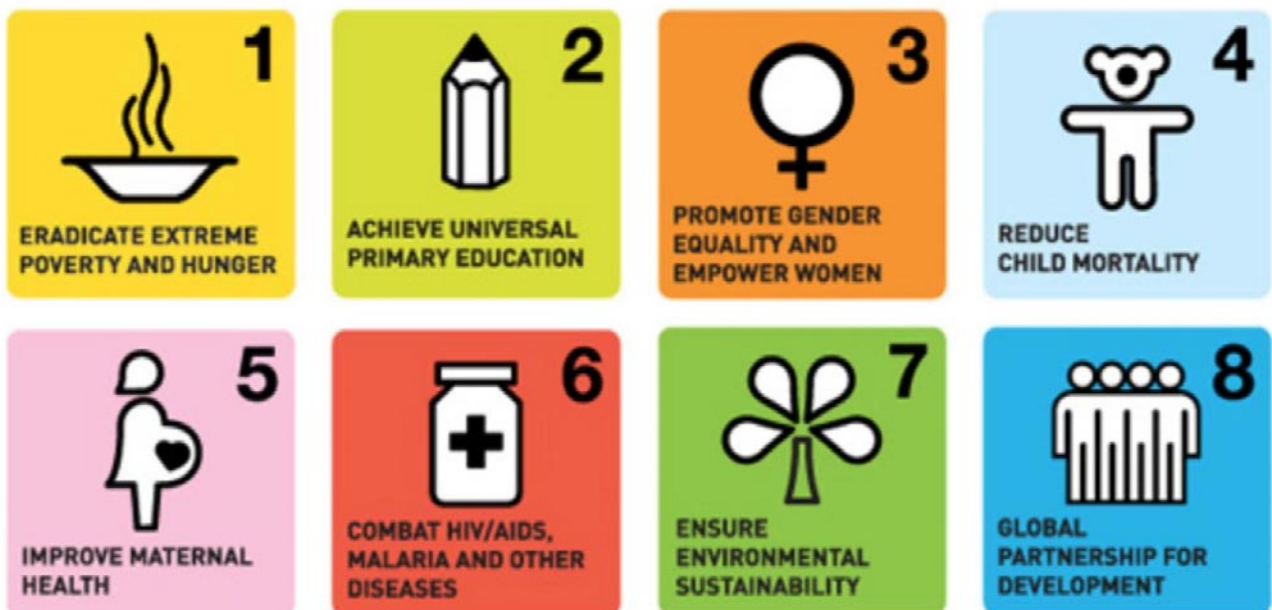 1
ERADICATE EXTREME
POVERTY AND HUNGER
2
ACHIEVE UNIVERSAL
PRIMARY EDUCATION
3
PROMOTE GENDER
EQUALITY AND
EMPOWER WOMEN
4
REDUCE
CHILD MORTALITY
5
IMPROVE MATERNAL
HEALTH
6
COMBAT HIV/AIDS,
MALARIA AND OTHER
DISEASES
7
ENSURE
ENVIRONMENTAL
SUSTAINABILITY
8
GLOBAL
PARTNERSHIP FOR
DEVELOPMENT